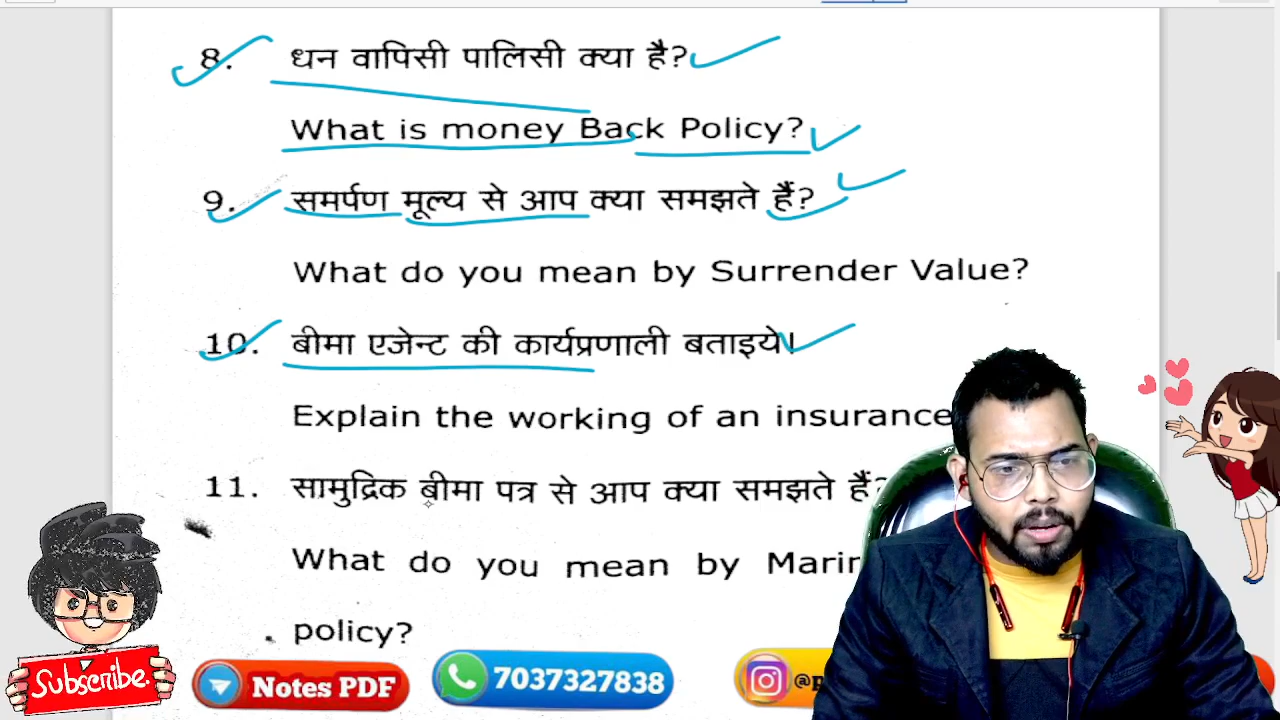 8. धन वापिसी पालिसी क्या है?
What is money Back Policy?
9. समर्पण मूल्य से आप क्या समझते हैं?
What do you mean by Surrender Value?
10. बीमा एजेन्ट की कार्यप्रणाली बताइये।
Explain the working of an insurance
11. सामुद्रिक बीमा पत्र से आप क्या समझते हैं?
What do you mean by
policy?
Subscribe.
Notes PDF
7037327838